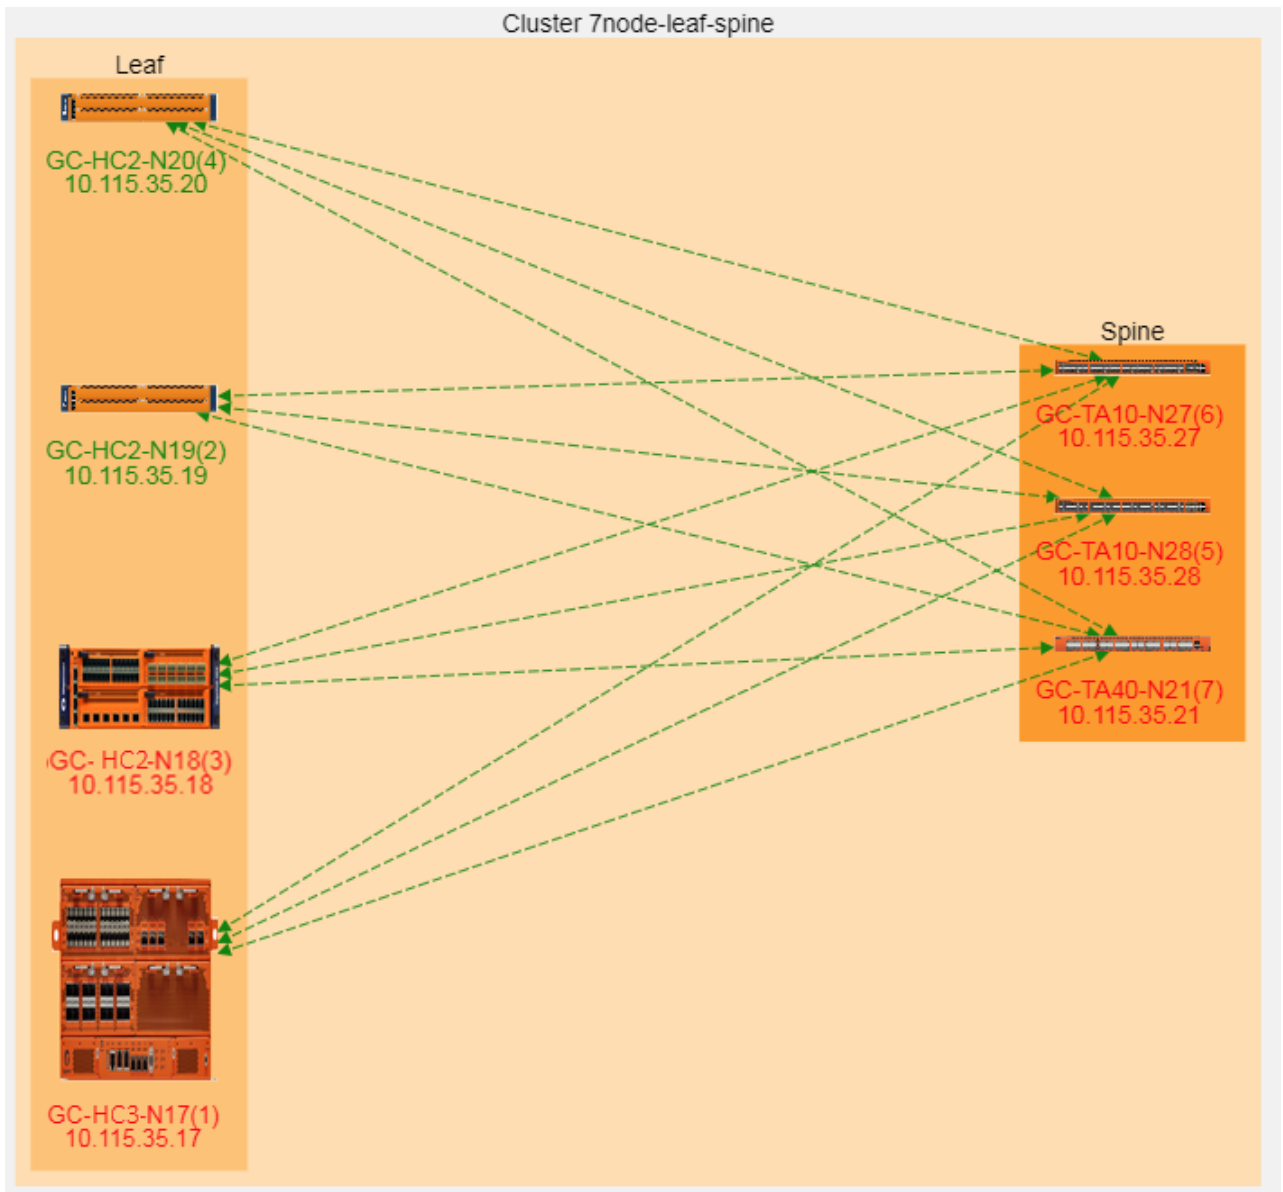 Cluster 7node-leaf-spine
Leaf
GC-HC2-N20(4)
10.115.35.20
GC-HC2-N19(2)
10.115.35.19
GC- HC2-N18(3)
10.115.35.18
GC-HC3-N17(1)
10.115.35.17
Spine
GC-TA10-N27(6)
10.115.35.27
GC-TA10-N28(5)
10.115.35.28
GC-TA40-N21(7)
10.115.35.21